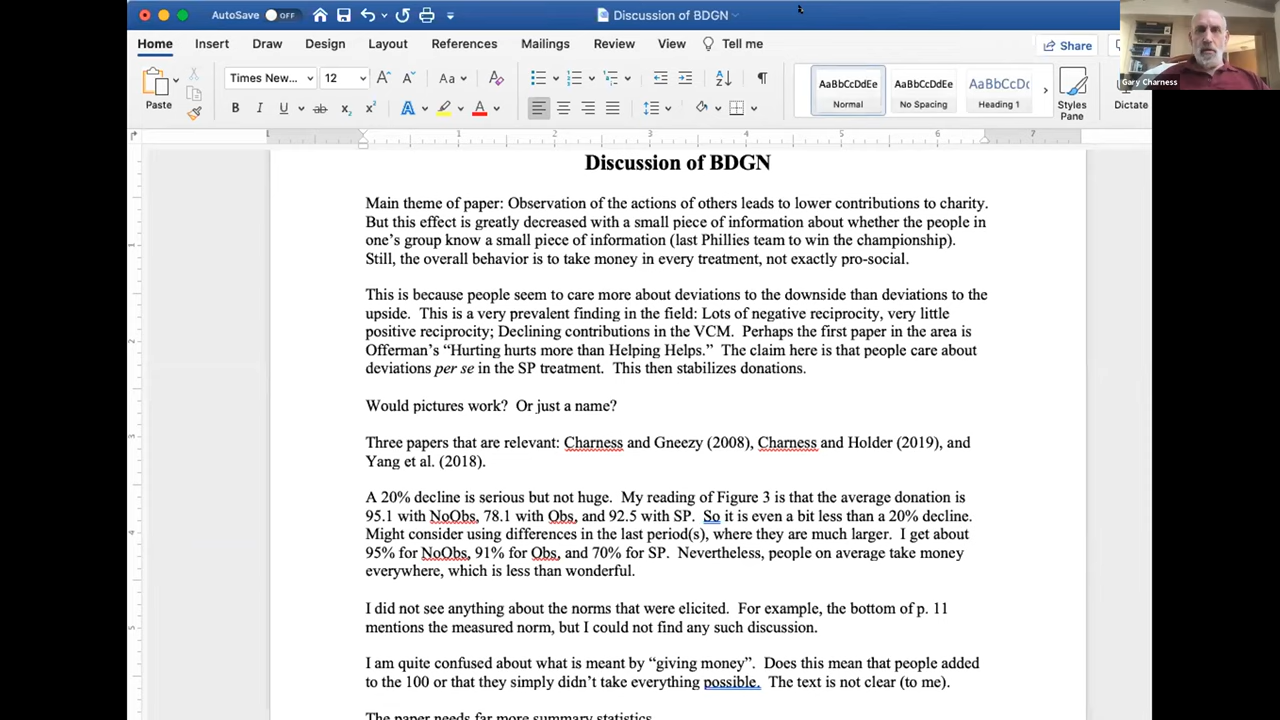 AutoSave OFF
Discussion of BDGN
Home Insert Draw Design Layout References Mailings Review View Tell me Share
Paste Times New... 12 Aa
AaBbCcDdEe AaBbCcDdEe AaBbCcDc
Normal No Spacing Heading 1 Styles Pane Dictate
Gary Charness
1 2 3 4 5 6 7
Discussion of BDGN
Main theme of paper: Observation of the actions of others leads to lower contributions to charity.
But this effect is greatly decreased with a small piece of information about whether the people in
one’s group know a small piece of information (last Phillies team to win the championship).
Still, the overall behavior is to take money in every treatment, not exactly pro-social.
This is because people seem to care more about deviations to the downside than deviations to the
upside. This is a very prevalent finding in the field: Lots of negative reciprocity, very little
positive reciprocity; Declining contributions in the VCM. Perhaps the first paper in the area is
Offerman’s “Hurting hurts more than Helping Helps.” The claim here is that people care about
deviations per se in the SP treatment. This then stabilizes donations.
Would pictures work? Or just a name?
Three papers that are relevant: Charness and Gneezy (2008), Charness and Holder (2019), and
Yang et al. (2018).
A 20% decline is serious but not huge. My reading of Figure 3 is that the average donation is
95.1 with NoObs, 78.1 with Obs, and 92.5 with SP. So it is even a bit less than a 20% decline.
Might consider using differences in the last period(s), where they are much larger. I get about
95% for NoObs, 91% for Obs, and 70% for SP. Nevertheless, people on average take money
everywhere, which is less than wonderful.
I did not see anything about the norms that were elicited. For example, the bottom of p. 11
mentions the measured norm, but I could not find any such discussion.
I am quite confused about what is meant by “giving money”. Does this mean that people added
to the 100 or that they simply didn’t take everything possible. The text is not clear (to me).
The paper needs far more summary statistics